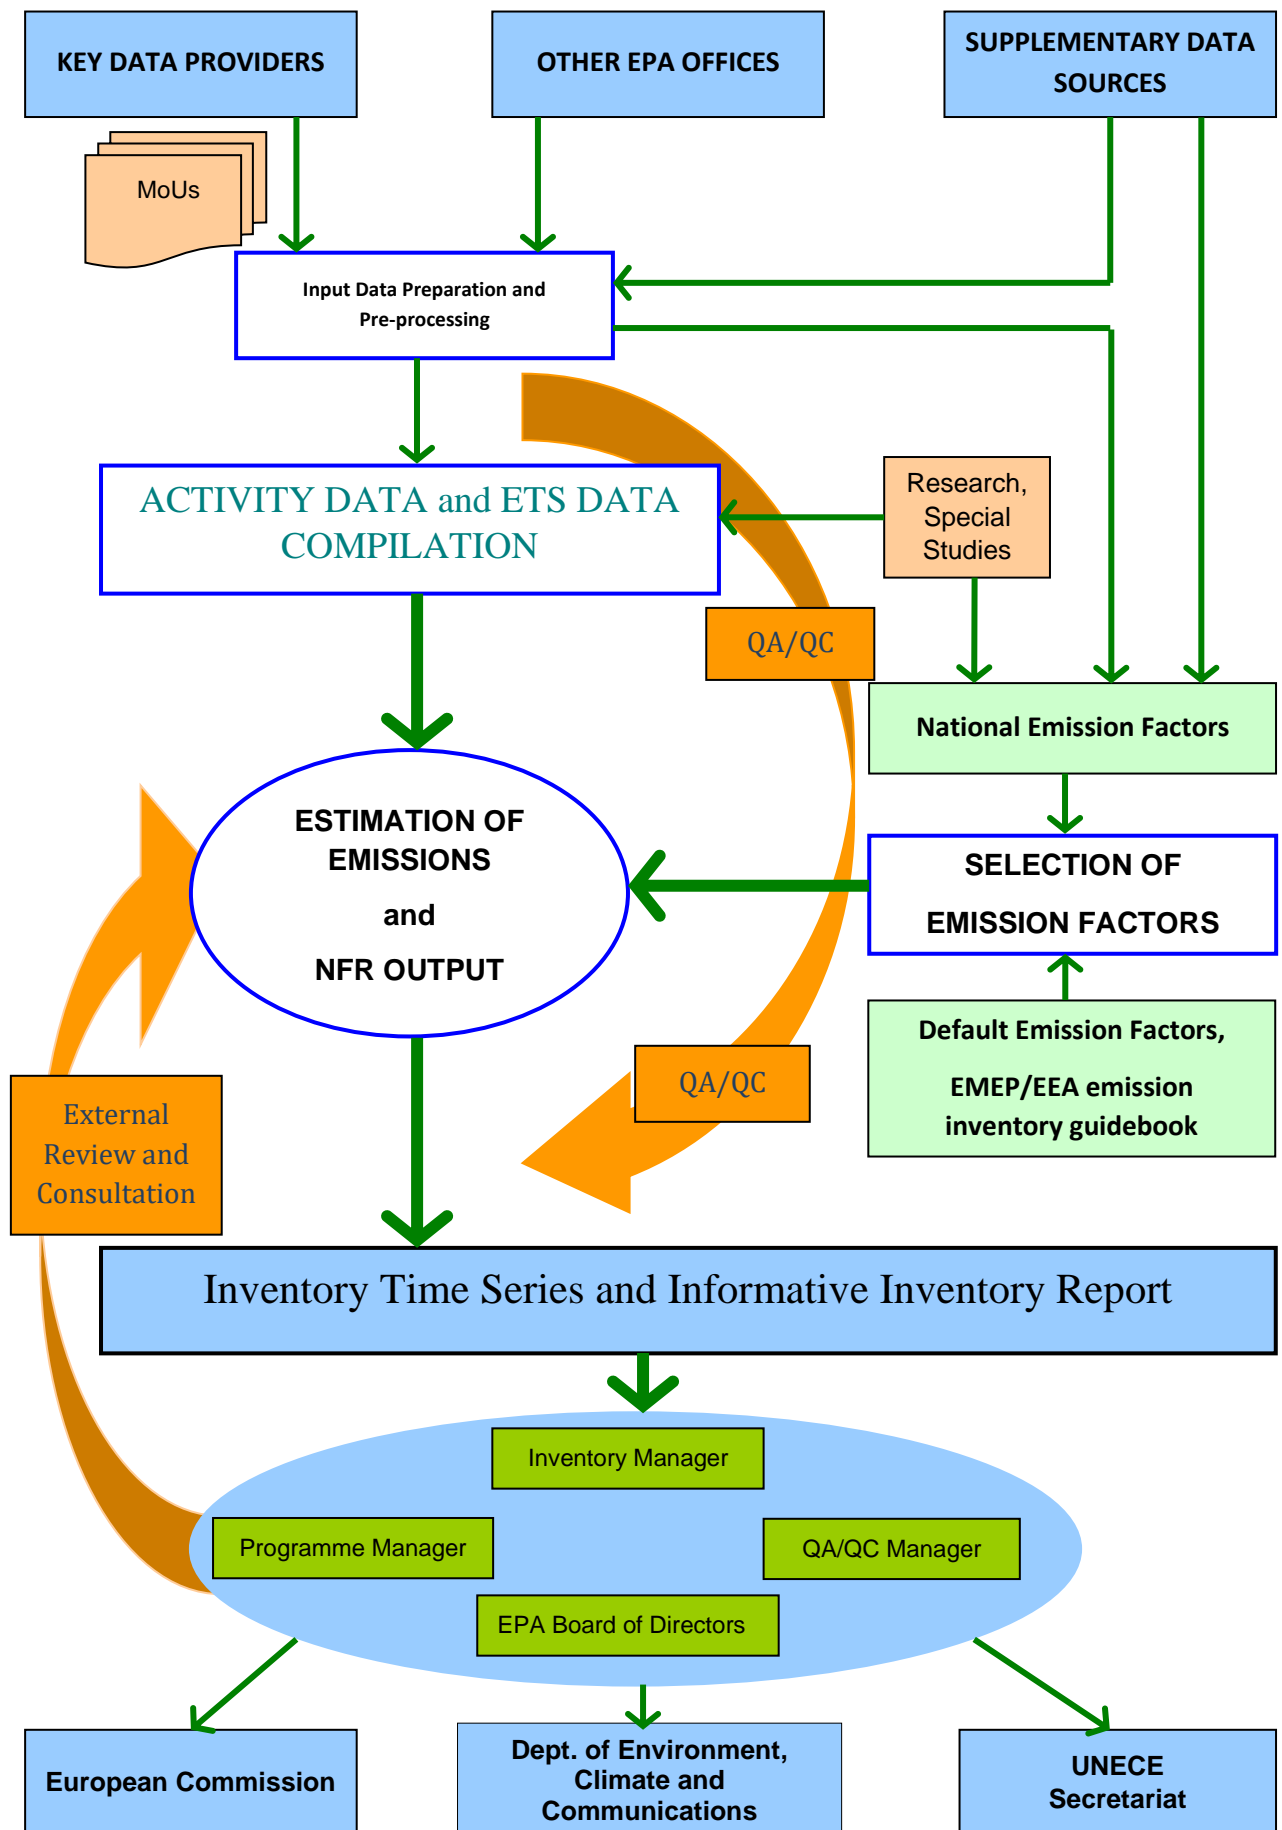 KEY DATA PROVIDERS
OTHER EPA OFFICES
SUPPLEMENTARY DATA
SOURCES
MoUs
Input Data Preparation and
Pre-processing
ACTIVITY DATA and ETS DATA
COMPILATION
Research,
Special
Studies
QA/QC
National Emission Factors
ESTIMATION OF
EMISSIONS
and
NFR OUTPUT
SELECTION OF
EMISSION FACTORS
Default Emission Factors,
EMEP/EEA emission
inventory guidebook
QA/QC
External
Review and
Consultation
Inventory Time Series and Informative Inventory Report
Inventory Manager
Programme Manager
QA/QC Manager
EPA Board of Directors
European Commission
Dept. of Environment,
Climate and
Communications
UNECE
Secretariat